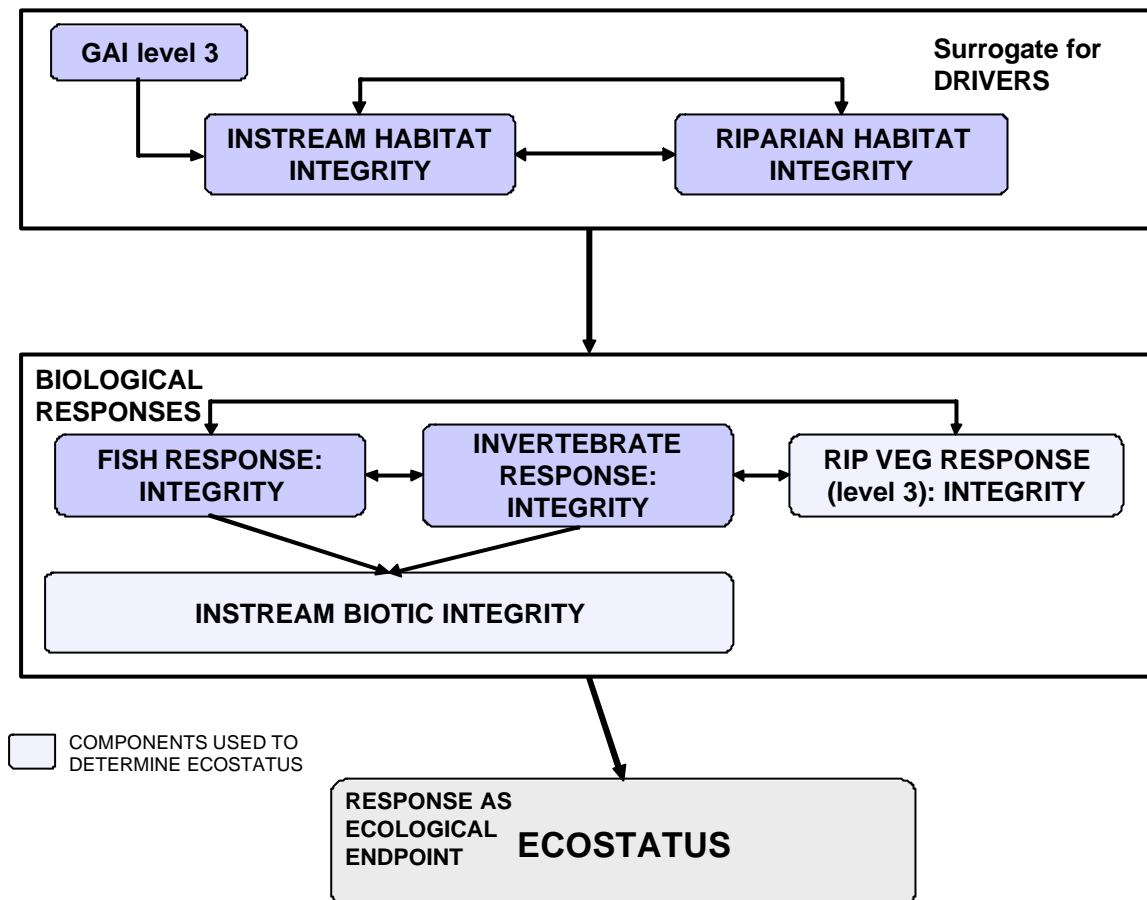 GAI level 3
Surrogate for
DRIVERS
INSTREAM HABITAT
INTEGRITY
RIPARIAN HABITAT
INTEGRITY
BIOLOGICAL
RESPONSES
FISH RESPONSE:
INTEGRITY
INVERTEBRATE
RESPONSE:
INTEGRITY
RIP VEG RESPONSE
(level 3): INTEGRITY
INSTREAM BIOTIC INTEGRITY
COMPONENTS USED TO
DETERMINE ECOSTATUS
RESPONSE AS
ECOLOGICAL
ENDPOINT
ECOSTATUS